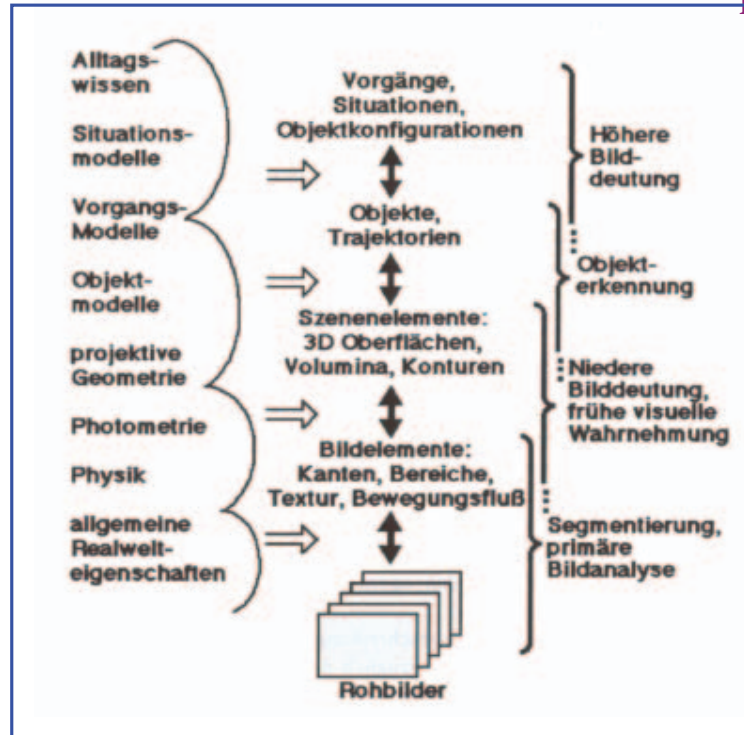 Alltags-
wissen
Situations-
modelle
Vorgangs-
Modelle
Objekt-
modelle
projektive
Geometrie
Photometrie
Physik
allgemeine
Realwelt-
eigenschaften
Vorgänge,
Situationen,
Objektkonfigurationen
Objekte,
Trajektorien
Szenenelemente:
3D Oberflächen,
Volumina, Konturen
Bildelemente:
Kanten, Bereiche,
Textur, Bewegungsfluß
Rohbilder
Höhere
Bild-
deutung
Objekt-
erkennung
Niedere
Bilddeutung,
frühe visuelle
Wahrnehmung
Segmentierung,
primäre
Bildanalyse